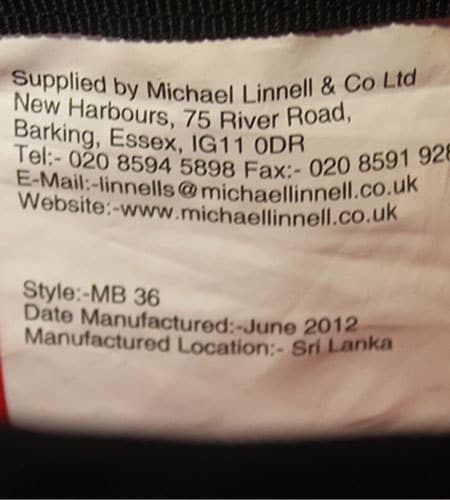 Supplied by Michael Linnell & Co Ltd
New Harbours, 75 River Road,
Barking, Essex, IG11 0DR
Tel:- 020 8594 5898 Fax:- 020 8591
E-Mail:-linnells@michaellinnell.co.uk
Website:-www.michaellinnell.co.uk
Style:-MB 36
Date Manufactured:-June 2012
Manufactured Location:- Sri Lanka